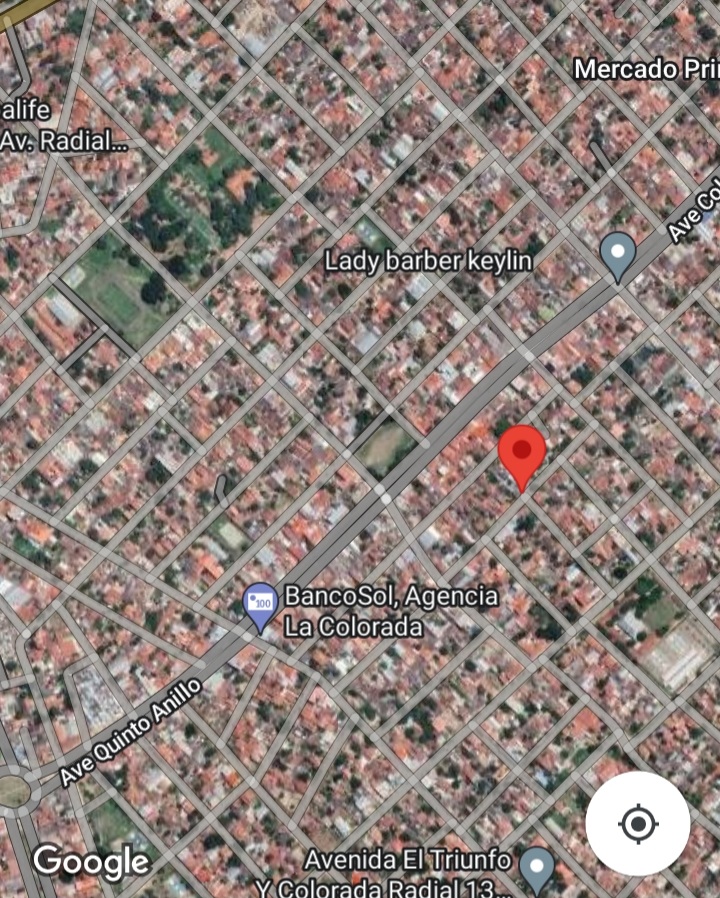 Mercado Pri
alife
Av. Radial...
Ave Co
Lady barber keylin
100
BancoSol, Agencia
La Colorada
Ave Quinto Anillo
Google
Avenida El Triunfo
Y Colorada Radial 13...